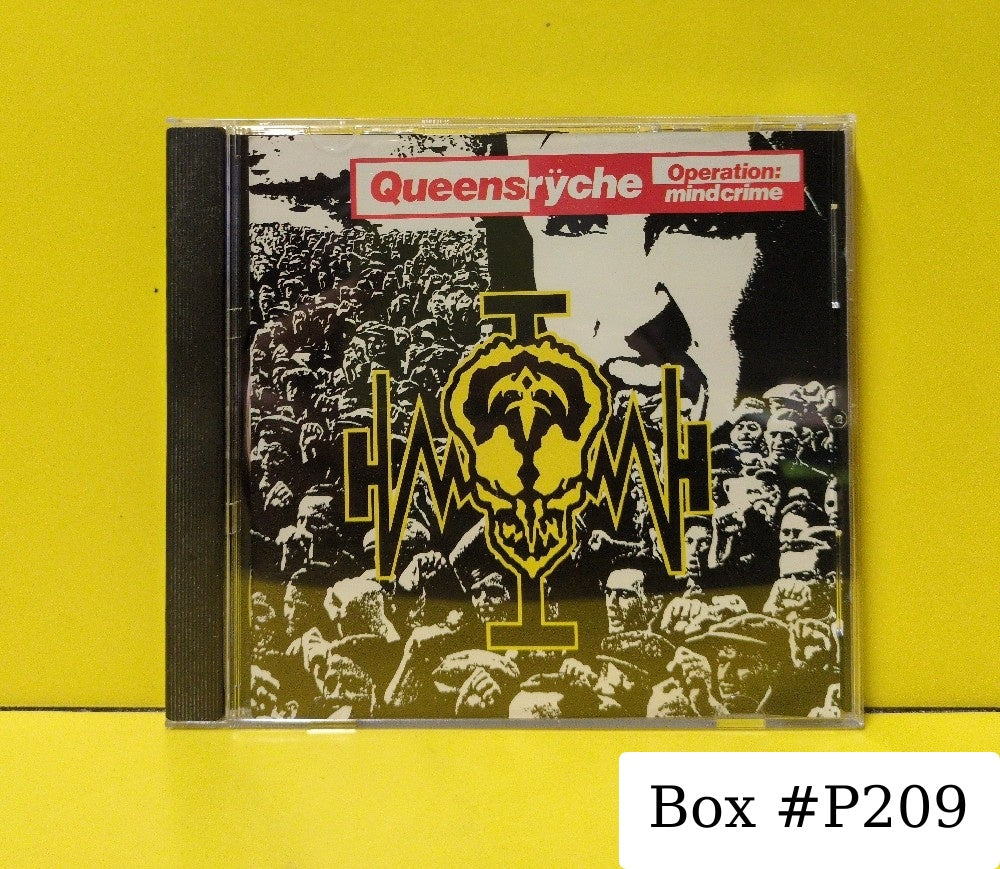 Queensrÿche
Operation:
mindcrime
Box #P209